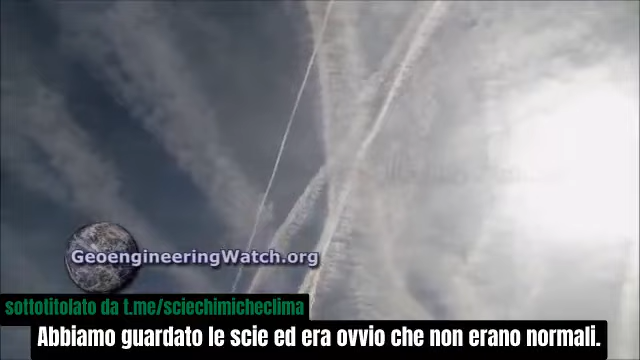 GeoengineeringWatch.org
sottotitolato da t.me/sciechimicheclima
Abbiamo guardato le scie ed era ovvio che non erano normali.